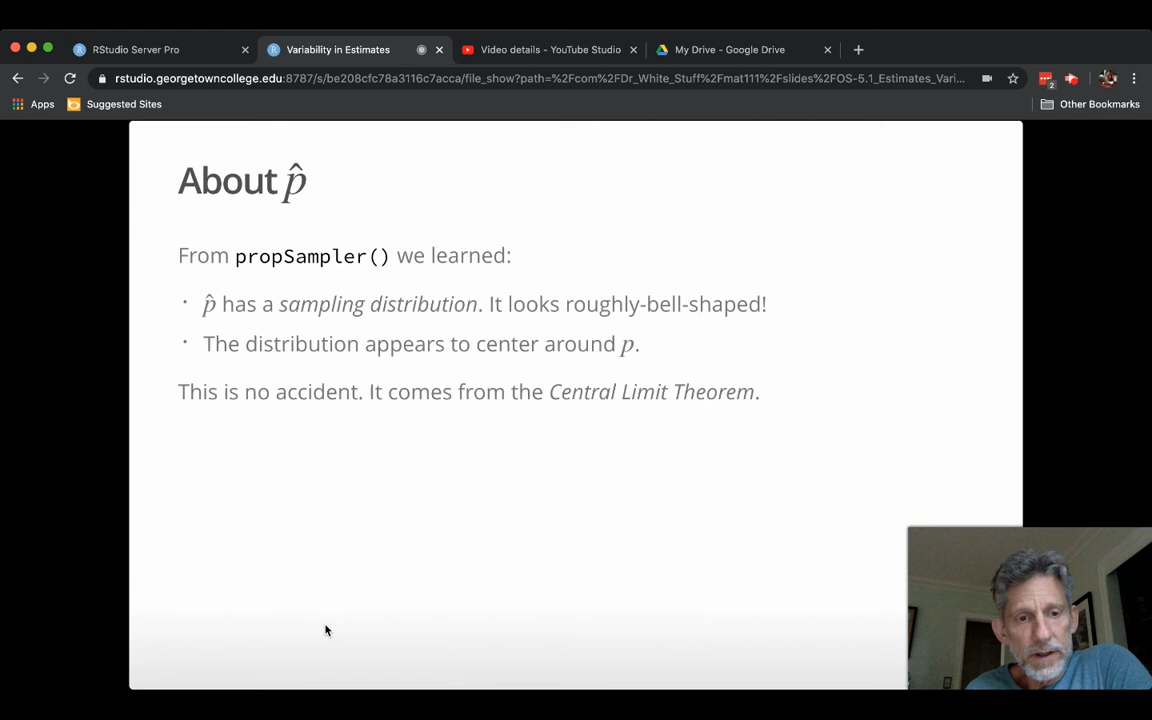 RStudio Server Pro
Variability in Estimates
Video details - YouTube Studio
My Drive - Google Drive
rstudio.georgetowncollege.edu:8787/s/be208cfc78a3116c7acca/file_show?path=%2Fcom%2FDr_White_Stuff%2Fmat111%2Fslides%2FOS-5.1_Estimates_Vari...
2
Apps
Suggested Sites
Other Bookmarks
About p̂
From propSampler() we learned:
· p̂ has a sampling distribution. It looks roughly-bell-shaped!
· The distribution appears to center around p.
This is no accident. It comes from the Central Limit Theorem.